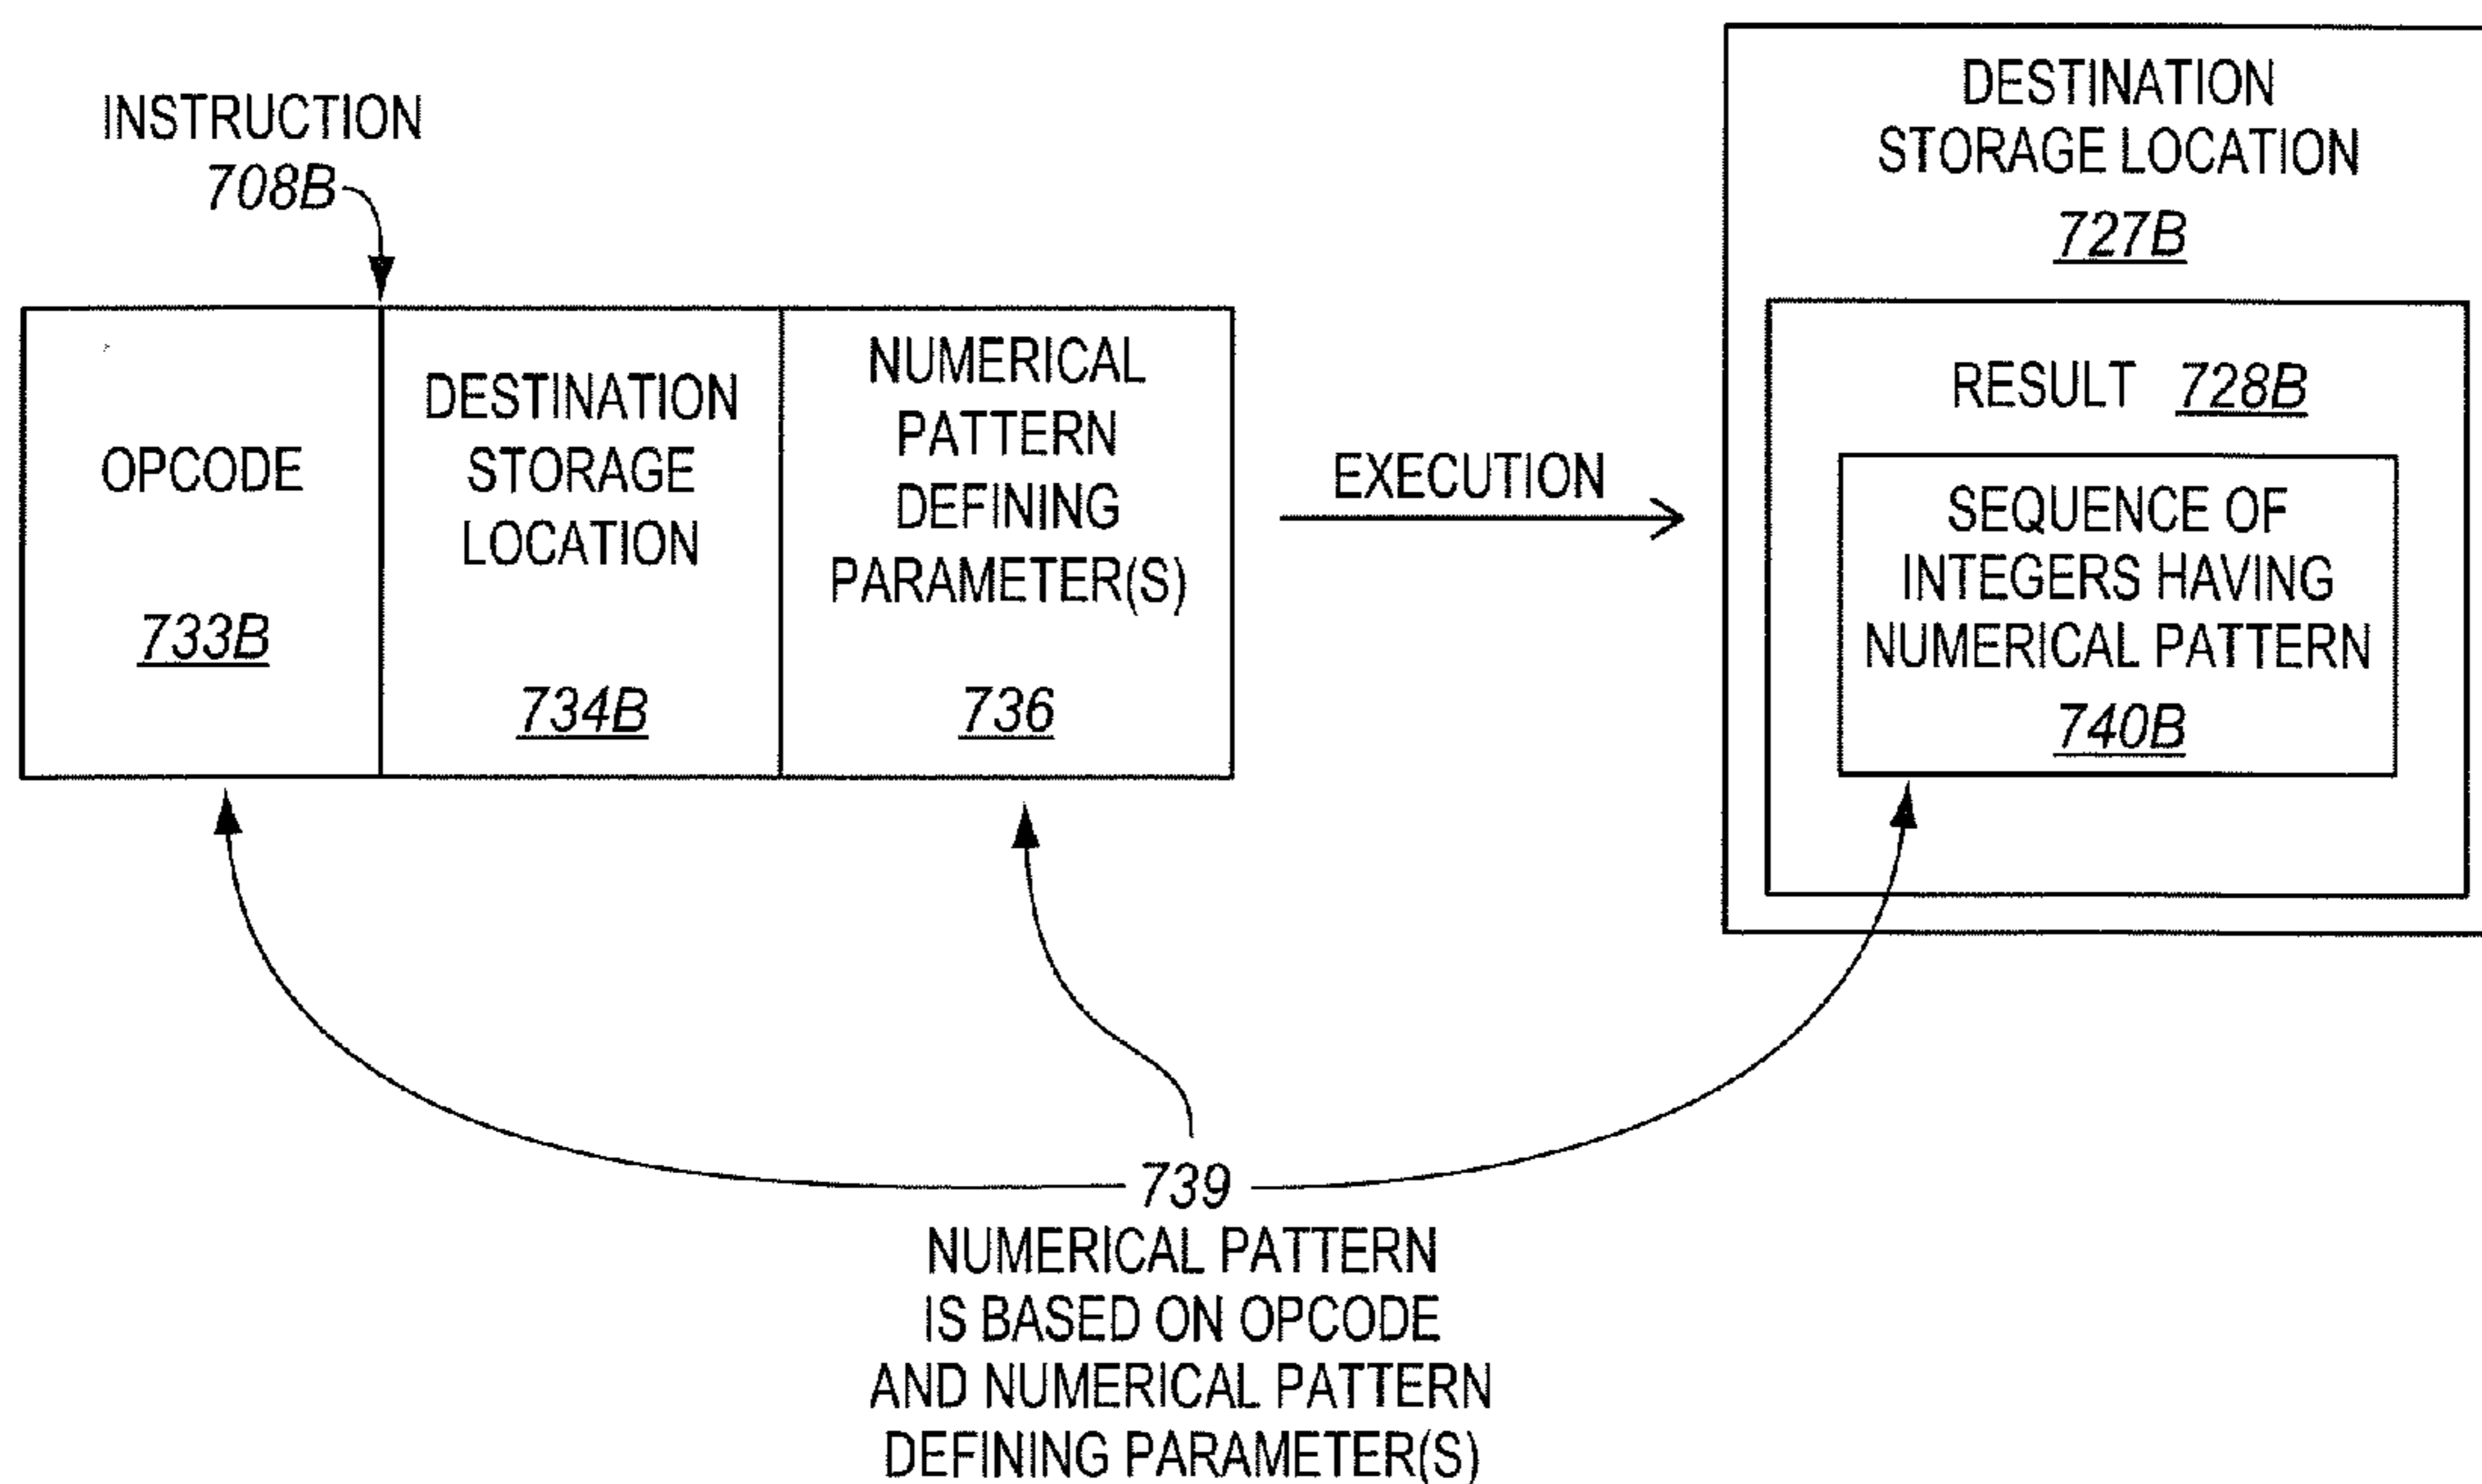 INSTRUCTION
708B
OPCODE
733B
DESTINATION
STORAGE
LOCATION
734B
NUMERICAL
PATTERN
DEFINING
PARAMETER(S)
736
EXECUTION
DESTINATION
STORAGE LOCATION
727B
RESULT 728B
SEQUENCE OF
INTEGERS HAVING
NUMERICAL PATTERN
740B
739
NUMERICAL PATTERN
IS BASED ON OPCODE
AND NUMERICAL PATTERN
DEFINING PARAMETER(S)